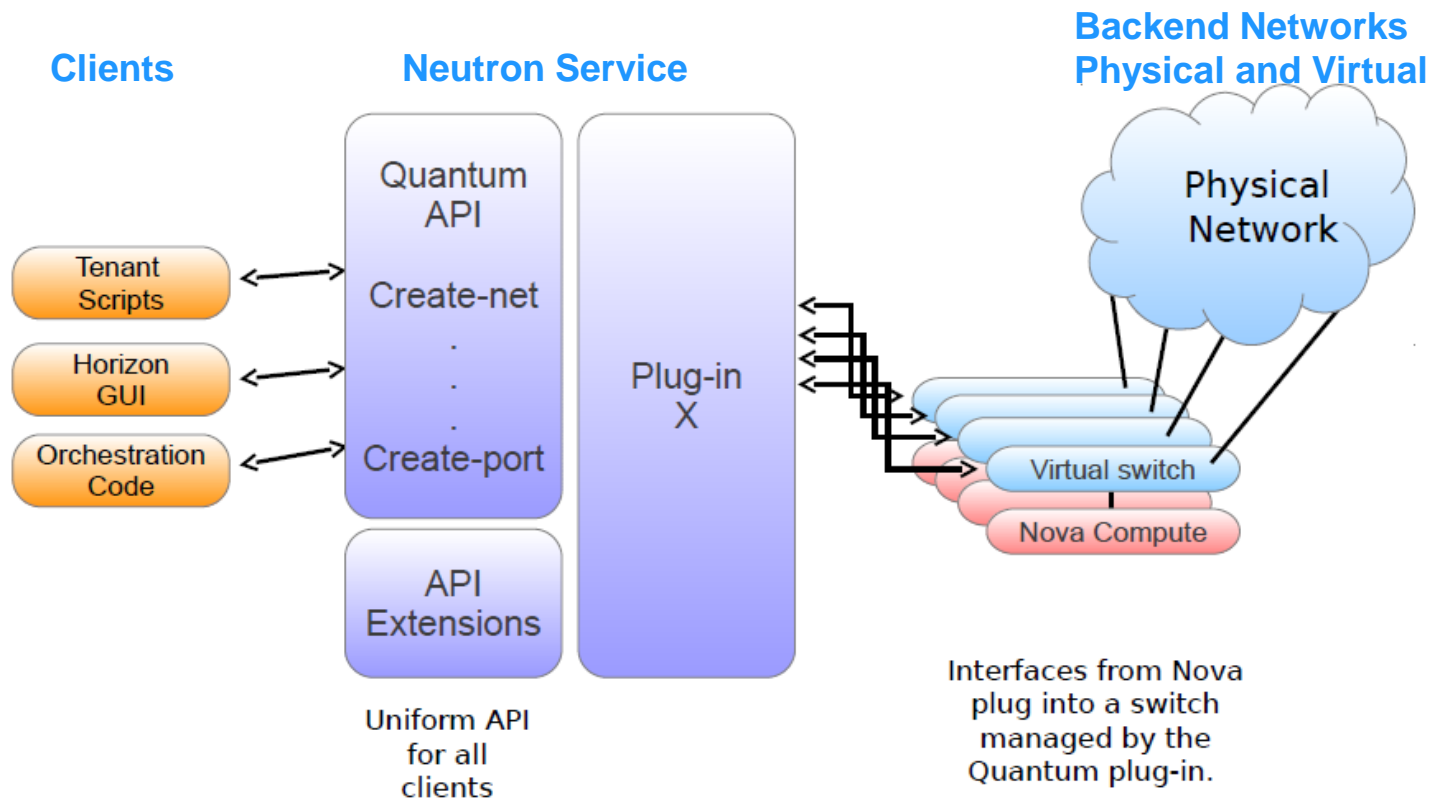 Clients
Neutron Service
Backend Networks
Physical and Virtual
Tenant
Scripts
Horizon
GUI
Orchestration
Code
Quantum
API
Create-net
.
.
.
Create-port
API
Extensions
Uniform API
for all
clients
Plug-in
X
Physical
Network
Virtual switch
Nova Compute
Interfaces from Nova
plug into a switch
managed by the
Quantum plug-in.